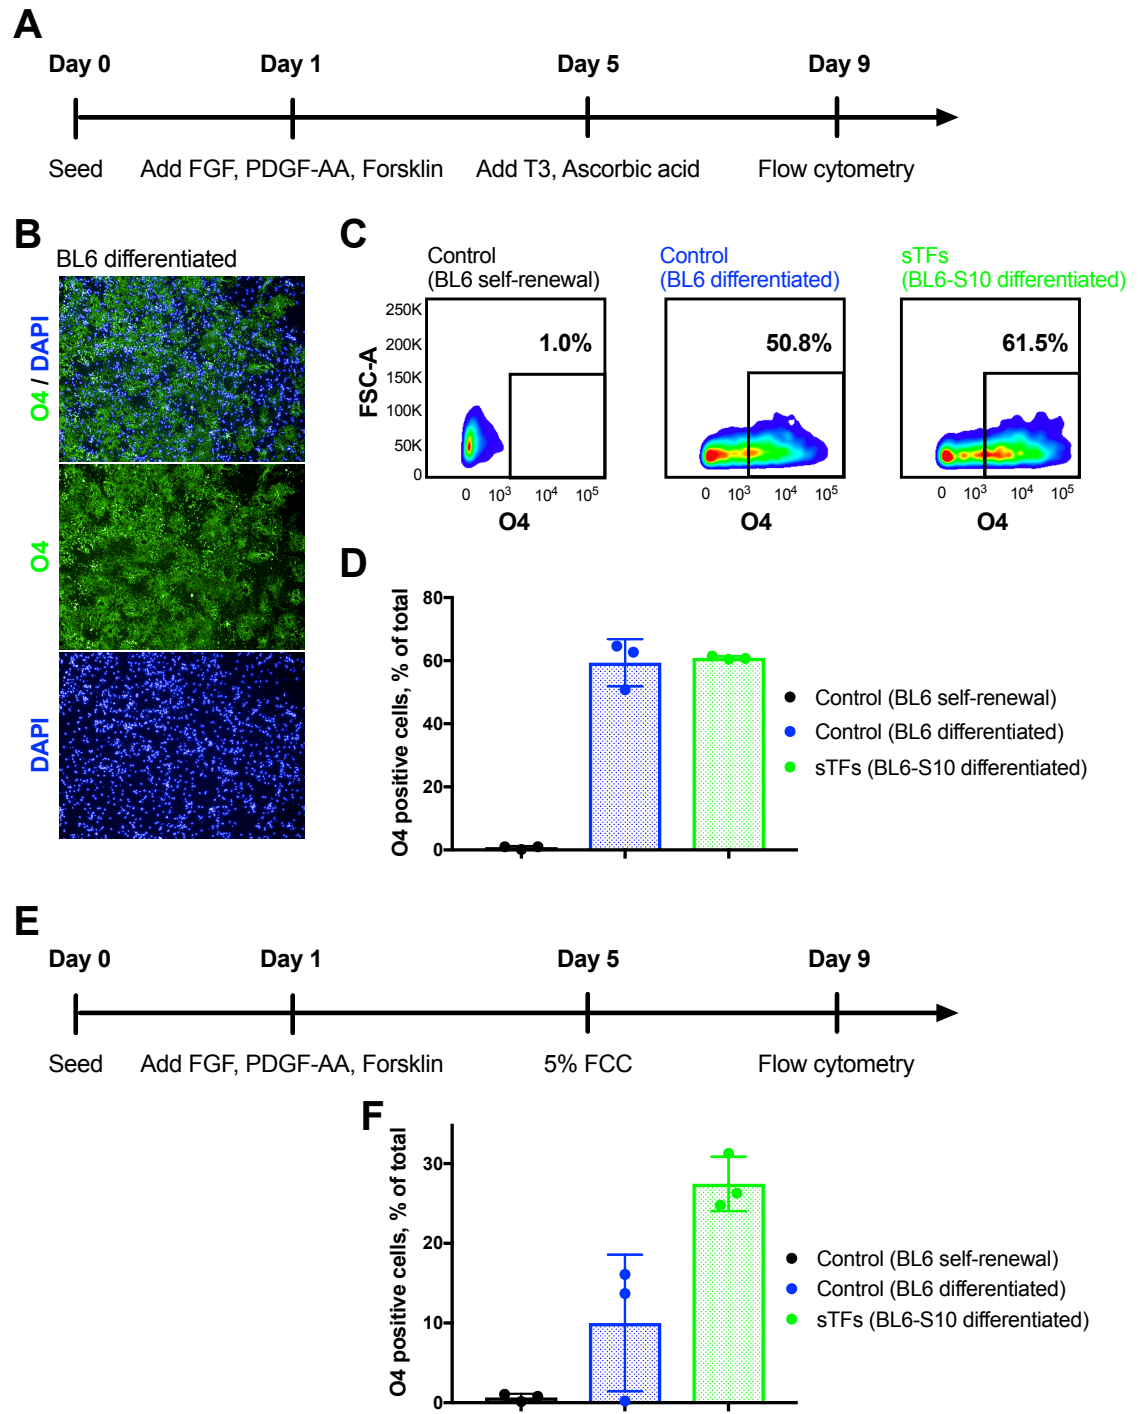 A
Day 0 Day 1 Day 5 Day 9
Seed Add FGF, PDGF-AA, Forsklin Add T3, Ascorbic acid Flow cytometry
B
BL6 differentiated
O4 / DAPI
O4
DAPI
C
Control
(BL6 self-renewal)
Control
(BL6 differentiated)
sTFs
(BL6-S10 differentiated)
FSC-A
250K
200K
150K
100K
50K
0
1.0%
50.8%
61.5%
0 10³ 10⁴ 10⁵
0 10³ 10⁴ 10⁵
0 10³ 10⁴ 10⁵
O4
O4
O4
D
O4 positive cells, % of total
80
60
40
20
0
Control (BL6 self-renewal)
Control (BL6 differentiated)
sTFs (BL6-S10 differentiated)
E
Day 0 Day 1 Day 5 Day 9
Seed Add FGF, PDGF-AA, Forsklin 5% FCC Flow cytometry
F
O4 positive cells, % of total
30
20
10
0
Control (BL6 self-renewal)
Control (BL6 differentiated)
sTFs (BL6-S10 differentiated)